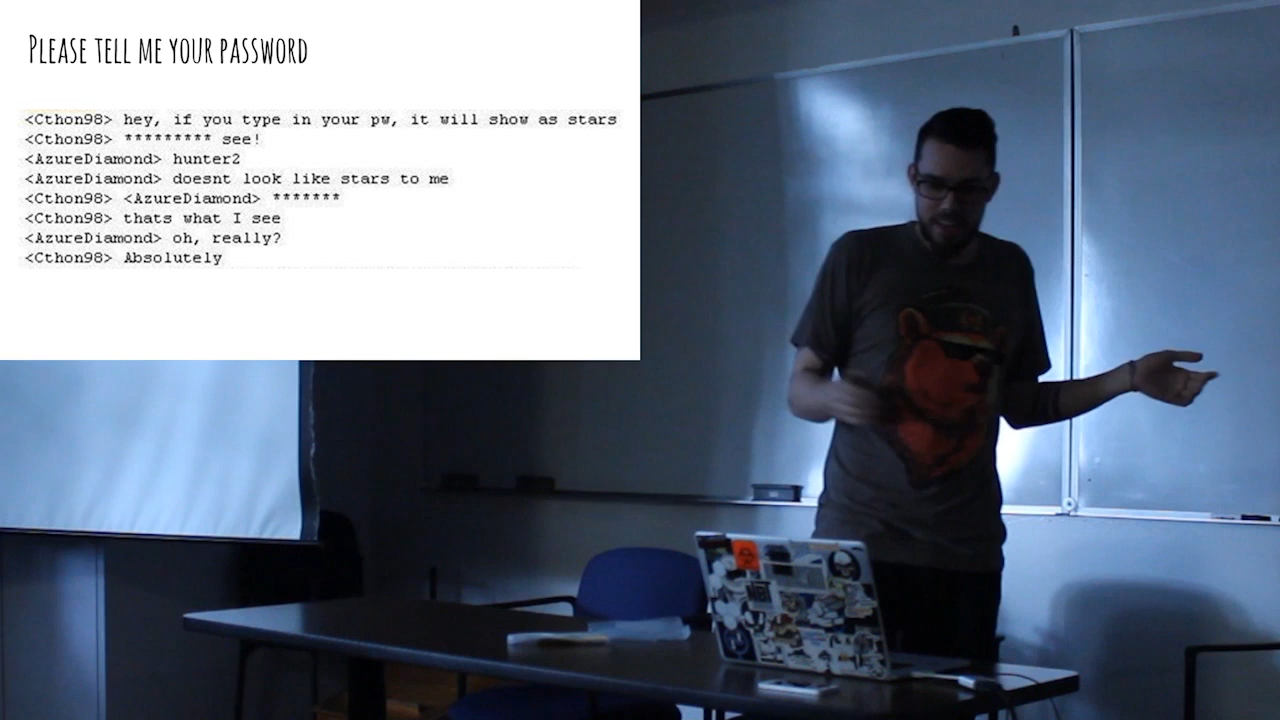 PLEASE TELL ME YOUR PASSWORD
<Cthon98> hey, if you type in your pw, it will show as stars
<Cthon98> ********* see!
<AzureDiamond> hunter2
<AzureDiamond> doesnt look like stars to me
<Cthon98> <AzureDiamond> *******
<Cthon98> thats what I see
<AzureDiamond> oh, really?
<Cthon98> Absolutely